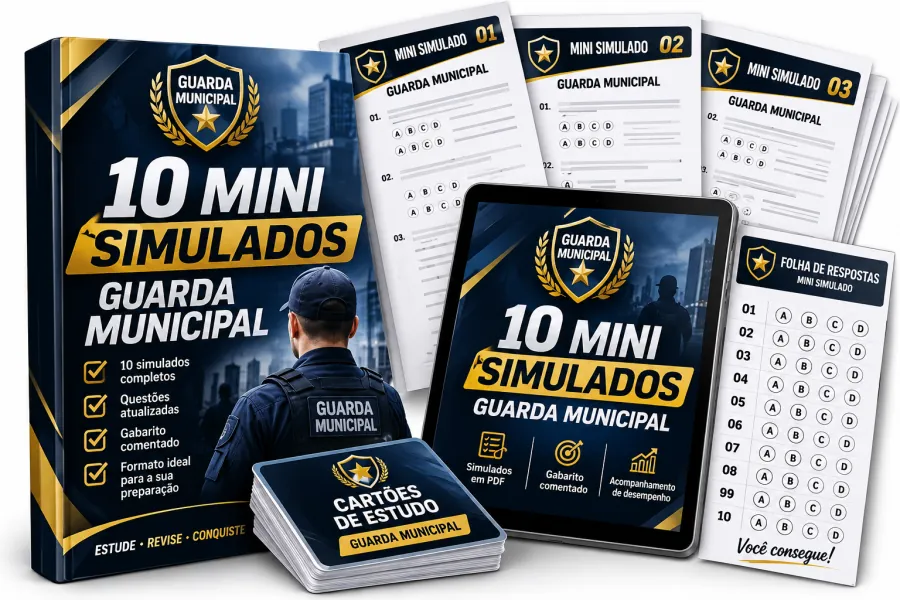 GUARDA
MUNICIPAL
10 MINI
SIMULADOS
GUARDA
MUNICIPAL
10 simulados
completos
Questões
atualizadas
Gabarito
comentado
Formato ideal
para a sua
preparação
ESTUDE • REVISE • CONQUISTE
GUARDA
MUNICIPAL
CARTÕES
DE ESTUDO
GUARDA MUNICIPAL
MINI SIMULADO 01
GUARDA MUNICIPAL
01.
A B C D
A B C D
02.
A B C D
A B C D
03.
MINI SIMULADO 02
GUARDA MUNICIPAL
01.
A B C D
A B C D
02.
A
MINI SIMULADO 03
GUARDA MUNICIPAL
02.
A B C D
A B C D
03.
GUARDA
MUNICIPAL
10 MINI
SIMULADOS
GUARDA MUNICIPAL
Simulados
em PDF
Gabarito
comentado
Acompanhamento
de desempenho
FOLHA DE RESPOSTAS
MINI SIMULADO
01 A B C D
02 A B C D
03 A B C D
04 A B C D
05 A B C D
06 A B C D
07 A B C D
08 A B C D
99 A B C D
10 A B C D
Você consegue!